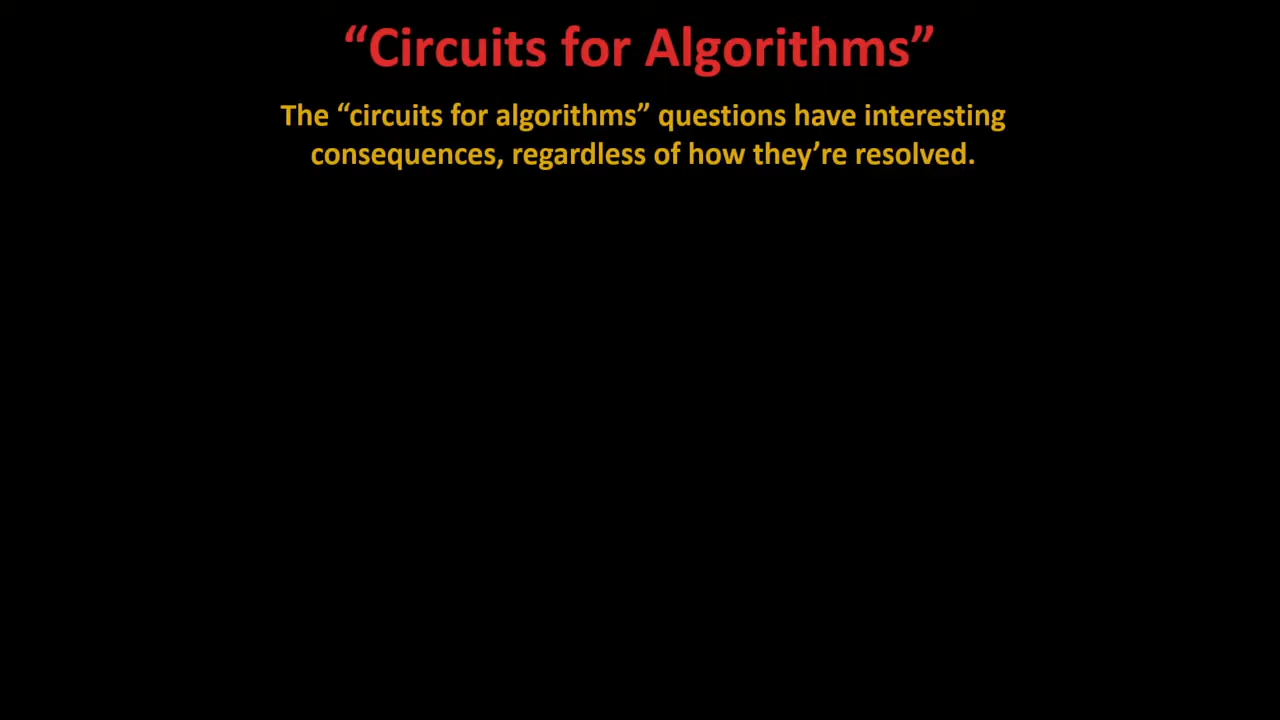 “Circuits for Algorithms”
The “circuits for algorithms” questions have interesting
consequences, regardless of how they’re resolved.